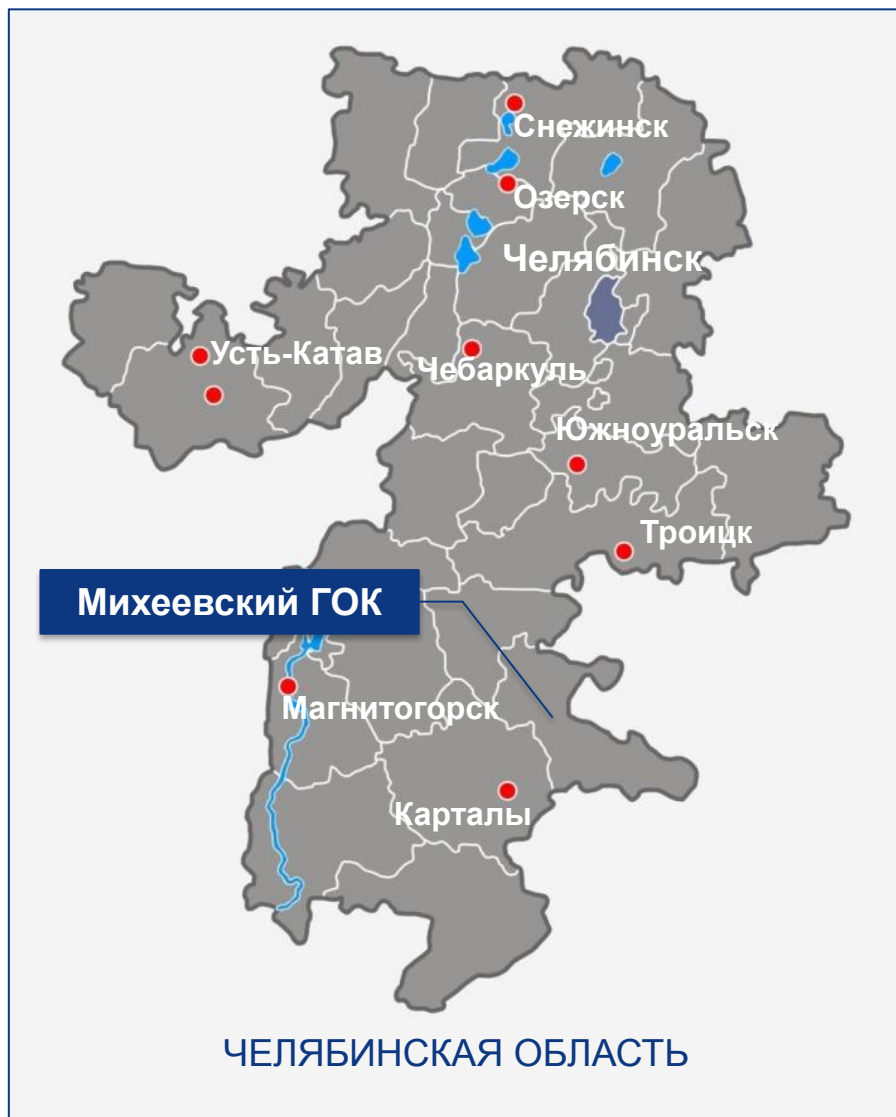 Снежинск
Озерск
Челябинск
Усть-Катав
Чебаркуль
Южноуральск
Троицк
Михеевский ГОК
Магнитогорск
Карталы
ЧЕЛЯБИНСКАЯ ОБЛАСТЬ